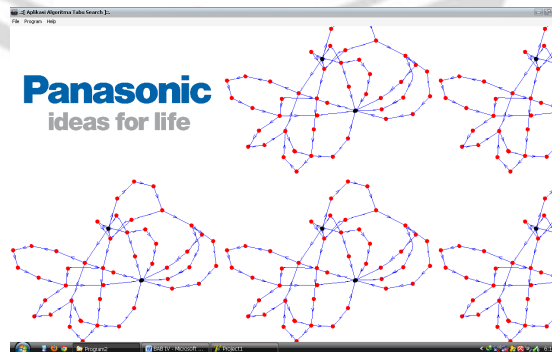 ..:[ Aplikasi Algoritma Tabu Search ]:..
File Program Help
Panasonic
ideas for life
Program2
BAB IV - Microsoft ...
Project1